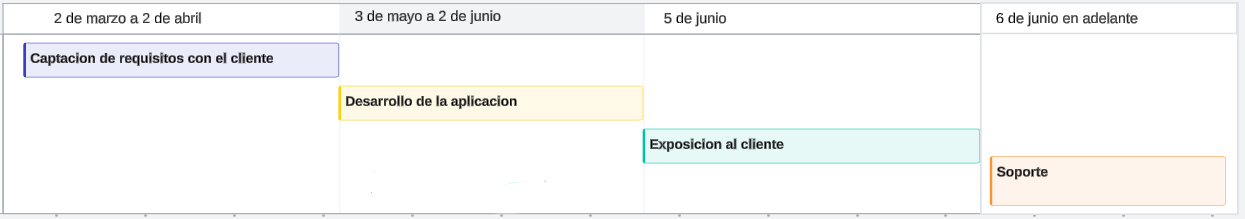 2 de marzo a 2 de abril
3 de mayo a 2 de junio
5 de junio
6 de junio en adelante
Captacion de requisitos con el cliente
Desarrollo de la aplicacion
Exposicion al cliente
Soporte